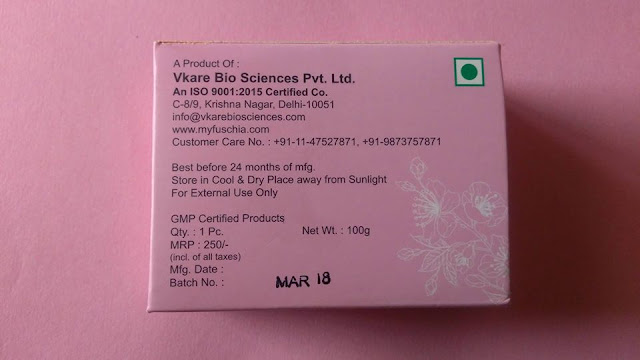 A Product Of :
Vkare Bio Sciences Pvt. Ltd.
An ISO 9001:2015 Certified Co.
C-8/9, Krishna Nagar, Delhi-10051
info@vkarebiosciences.com
www.myfuschia.com
Customer Care No. : +91-11-47527871, +91-9873757871
Best before 24 months of mfg.
Store in Cool & Dry Place away from Sunlight
For External Use Only
GMP Certified Products
Qty. : 1 Pc. Net Wt. : 100g
MRP : 250/-
(incl. of all taxes)
Mfg. Date :
Batch No. : MAR 18